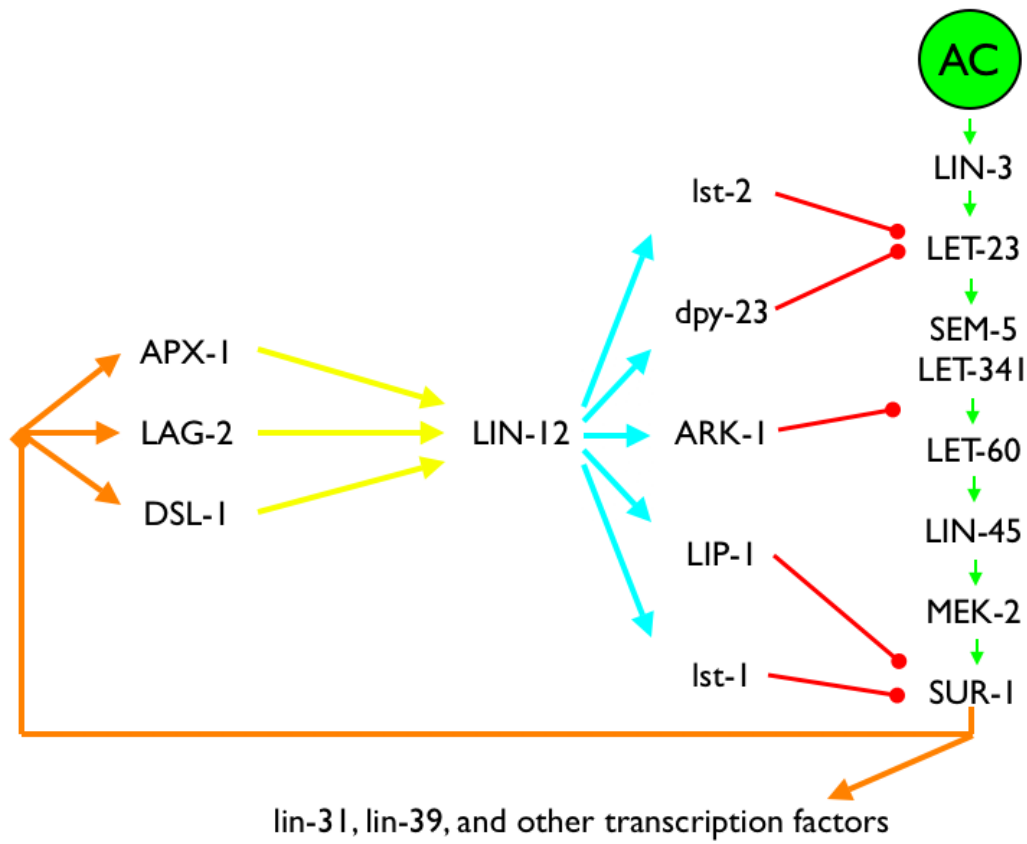 AC
LIN-3
lst-2
LET-23
dpy-23
SEM-5
APX-1
LET-341
LAG-2
LIN-12
ARK-1
LET-60
DSL-1
LIN-45
LIP-1
MEK-2
lst-1
SUR-1
lin-31, lin-39, and other transcription factors